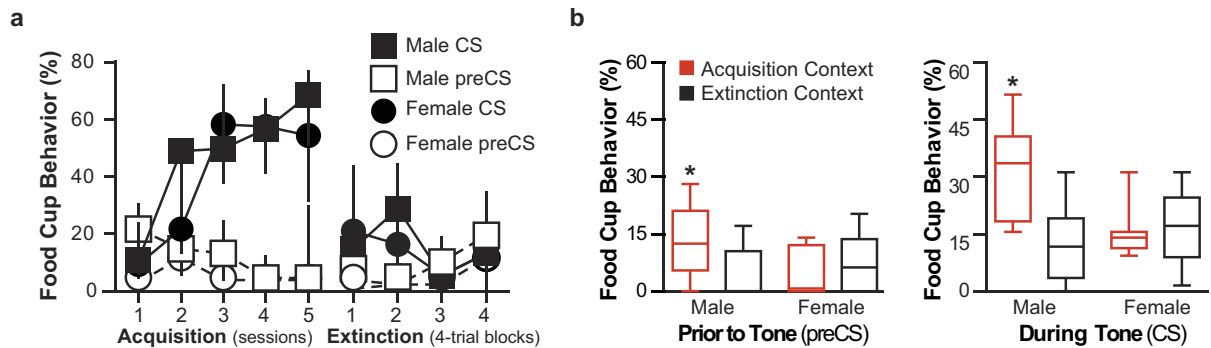 a
Food Cup Behavior (%)
80
60
40
20
0
Male CS
Male preCS
Female CS
Female preCS
1 2 3 4 5 1 2 3 4
Acquisition (sessions) Extinction (4-trial blocks)
b
Food Cup Behavior (%)
60
45
30
15
0
Acquisition Context
Extinction Context
*
Male Female
Prior to Tone (preCS)
Food Cup Behavior (%)
60
45
30
15
0
*
Male Female
During Tone (CS)